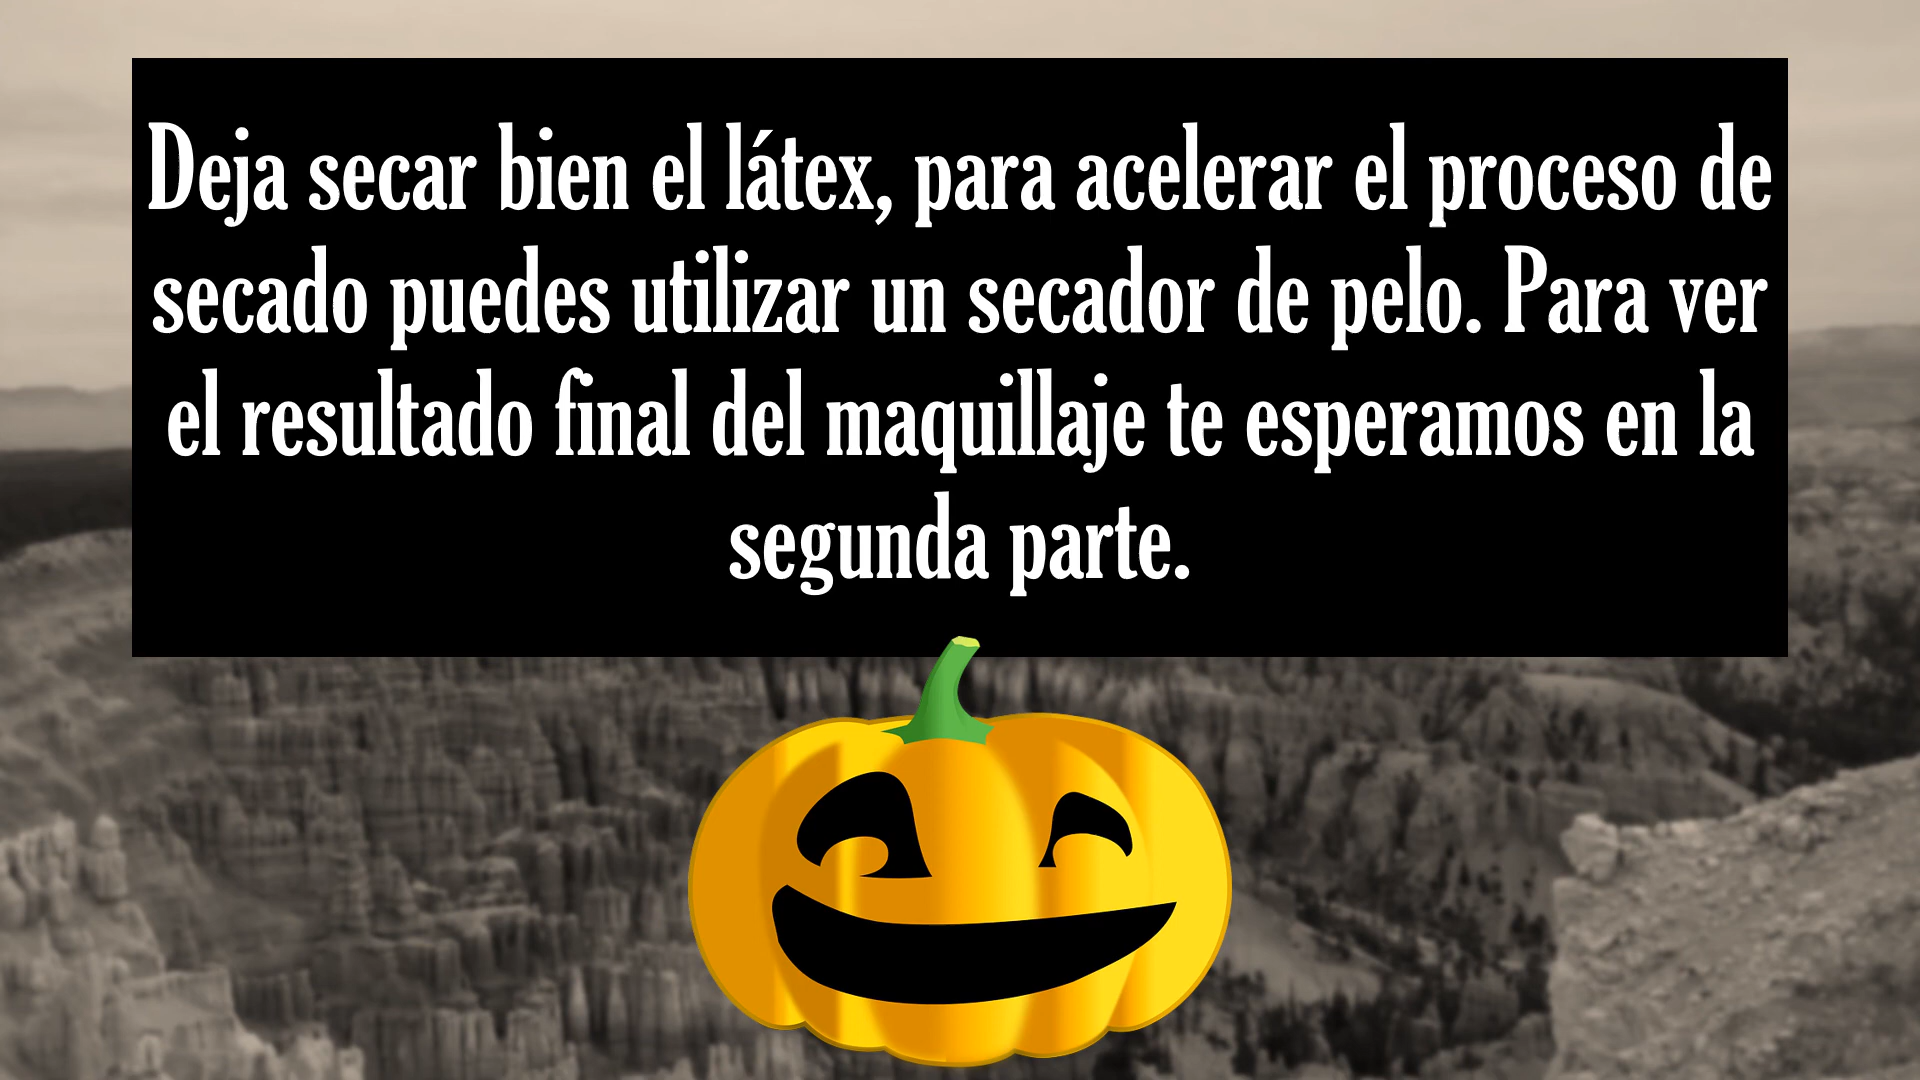 Deja secar bien el látex, para acelerar el proceso de
secado puedes utilizar un secador de pelo. Para ver
el resultado final del maquillaje te esperamos en la
segunda parte.